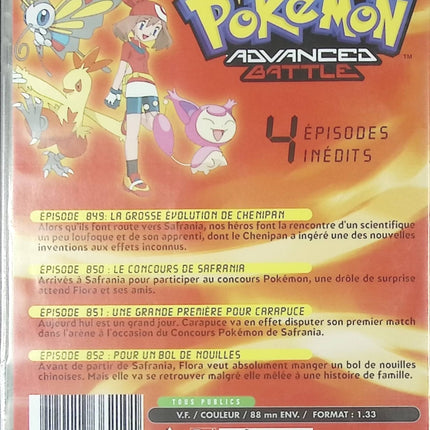 POKÉMON
ADVANCED
BATTLE
TM
4 ÉPISODES
INÉDITS
ÉPISODE 849: LA GROSSE ÉVOLUTION DE CHENIPAN
Alors qu'ils font route vers Safrania, nos héros font la rencontre d'un scientifique
un peu loufoque et de son apprenti, dont le Chenipan a ingéré une des nouvelles
inventions aux effets inconnus.
ÉPISODE 850 : LE CONCOURS DE SAFRANIA
Arrivés à Safrania pour participer au concours Pokémon, une drôle de surprise
attend Flora et ses amis.
ÉPISODE 851 : UNE GRANDE PREMIÈRE POUR CARAPUCE
Aujourd hui est un grand jour. Carapuce va en effet disputer son premier match
dans l'arène à l'occasion du Concours Pokémon de Safrania.
ÉPISODE 852 : POUR UN BOL DE NOUILLES
Avant de partir de Safrania, Flora veut absolument manger un bol de nouilles
chinoises. Mais elle va se retrouver malgré elle mêlée à une histoire de famille.
TOUS PUBLICS
V.F. / COULEUR / 88 mn ENV. / FORMAT : 1.33